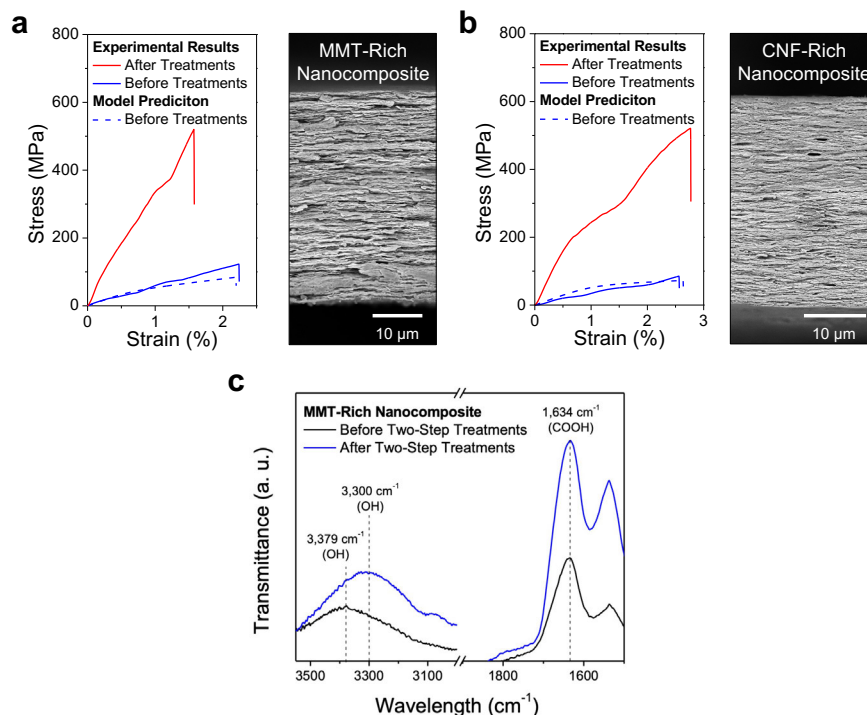 a
800
600
400
200
0
Stress (MPa)
Experimental Results
After Treatments
Before Treatments
Model Prediciton
Before Treatments
0
1
2
Strain (%)
MMT-Rich
Nanocomposite
10 μm
b
800
600
400
200
0
Stress (MPa)
Experimental Results
After Treatments
Before Treatments
Model Prediciton
Before Treatments
0
1
2
3
Strain (%)
CNF-Rich
Nanocomposite
10 μm
c
Transmittance (a. u.)
MMT-Rich Nanocomposite
Before Two-Step Treatments
After Two-Step Treatments
1,634 cm⁻¹
(COOH)
3,300 cm⁻¹
(OH)
3,379 cm⁻¹
(OH)
3500
3300
3100
1800
1600
Wavelength (cm⁻¹)